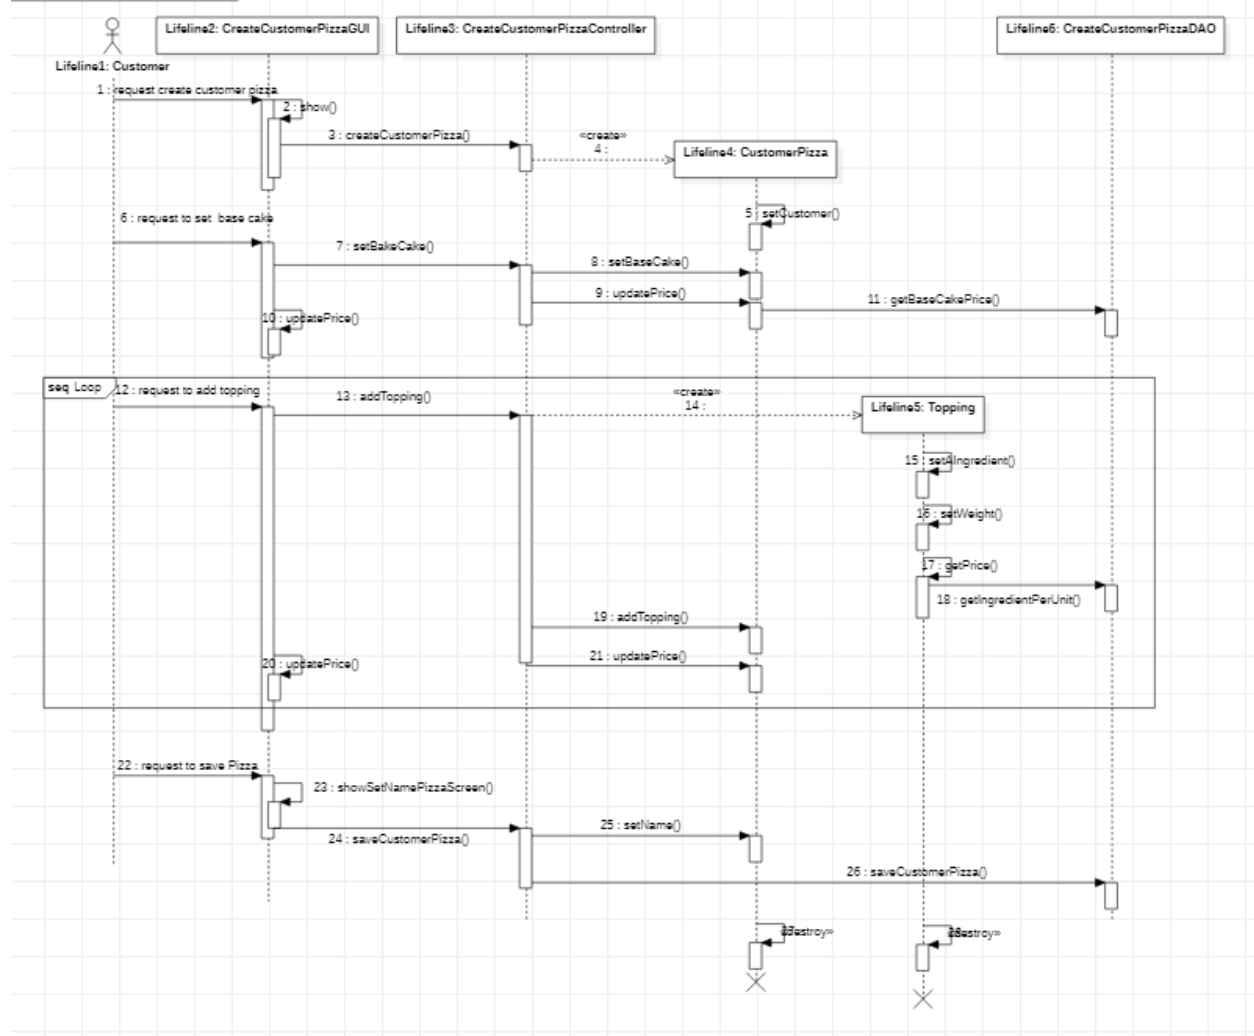 Lifeline2: CreateCustomerPizzaGUI
Lifeline3: CreateCustomerPizzaController
Lifeline6: CreateCustomerPizzaDAO
Lifeline1: Customer
1 : request create customer pizza
2 : show()
3 : createCustomerPizza()
«create»
4 :
Lifeline4: CustomerPizza
5 : setCustomer()
6 : request to set base cake
7 : setBakeCake()
8 : setBaseCake()
9 : updatePrice()
11 : getBaseCakePrice()
10 : updatePrice()
seq Loop
12 : request to add topping
13 : addTopping()
«create»
14 :
Lifeline5: Topping
15 : setAIngredient()
16 : setWeight()
17 : getPrice()
18 : getIngredientPerUnit()
19 : addTopping()
20 : updatePrice()
21 : updatePrice()
22 : request to save Pizza
23 : showSetNamePizzaScreen()
24 : saveCustomerPizza()
25 : setName()
26 : saveCustomerPizza()
«destroy»
«destroy»